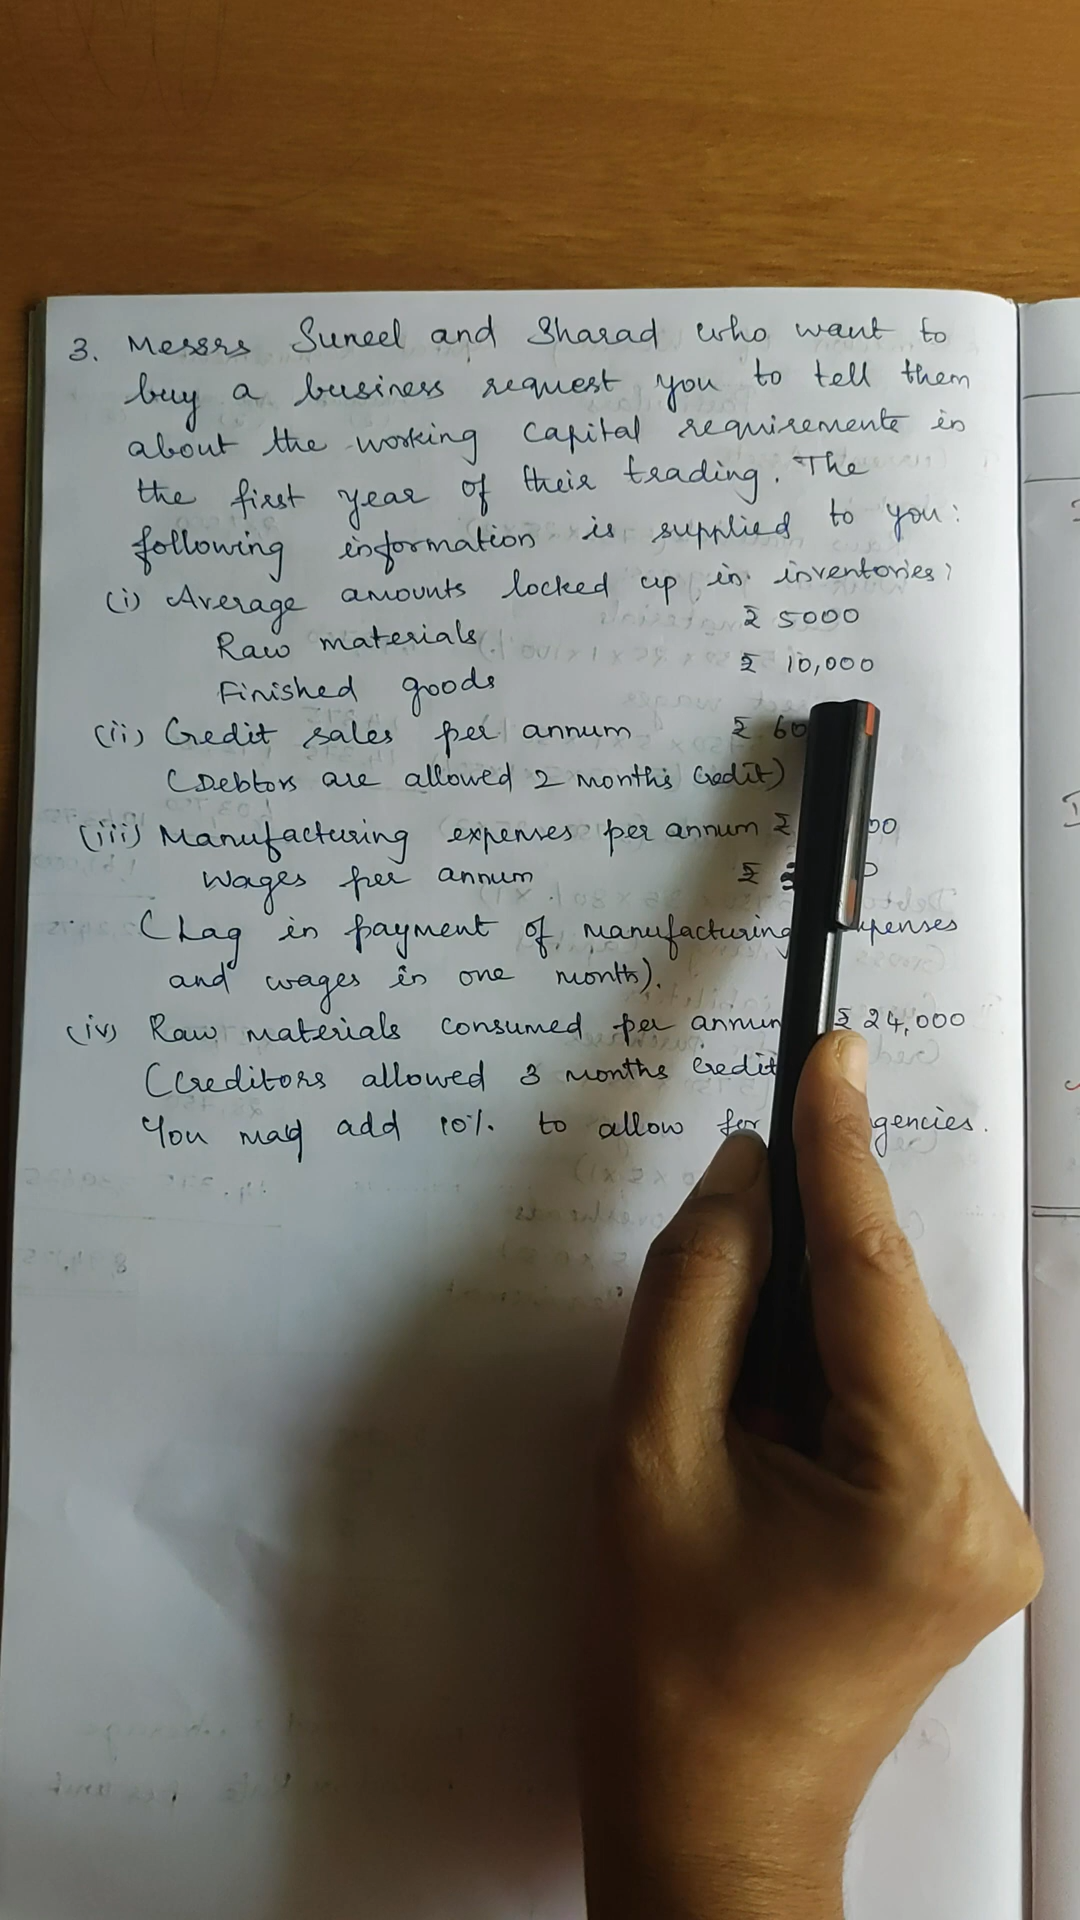 3. Messrs Suneel and Sharad who want to
buy a business request you to tell them
about the working capital requirements in
the first year of their trading. The
following information is supplied to you:
(i) Average amounts locked up in inventories:
Raw materials ₹ 5000
Finished goods ₹ 10,000
(ii) Credit sales per annum ₹ 60
(Debtors are allowed 2 months credit)
(iii) Manufacturing expenses per annum ₹ 00
Wages per annum ₹ 0
(Lag in payment of manufacturing xpenses
and wages is one month).
(iv) Raw materials consumed per annum ₹ 24,000
(Creditors allowed 3 months credit
You may add 10% to allow for gencies.